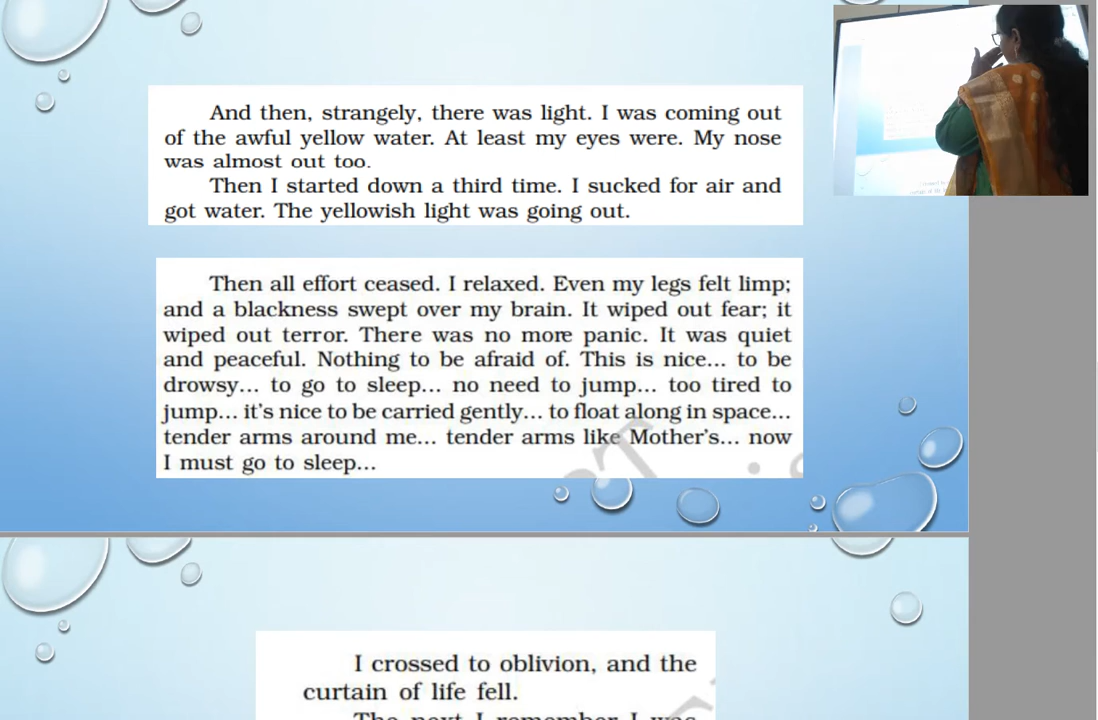 And then, strangely, there was light. I was coming out
of the awful yellow water. At least my eyes were. My nose
was almost out too.
Then I started down a third time. I sucked for air and
got water. The yellowish light was going out.
Then all effort ceased. I relaxed. Even my legs felt limp;
and a blackness swept over my brain. It wiped out fear; it
wiped out terror. There was no more panic. It was quiet
and peaceful. Nothing to be afraid of. This is nice... to be
drowsy... to go to sleep... no need to jump... too tired to
jump... it's nice to be carried gently... to float along in space...
tender arms around me... tender arms like Mother's... now
I must go to sleep...
I crossed to oblivion, and the
curtain of life fell.
The next I remember I was